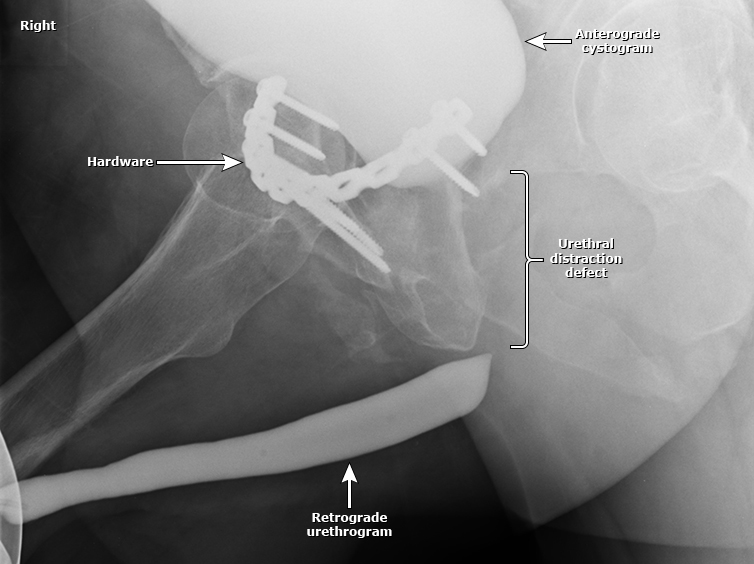 Right
Anterograde
cystogram
Hardware
Urethral
distraction
defect
Retrograde
urethrogram